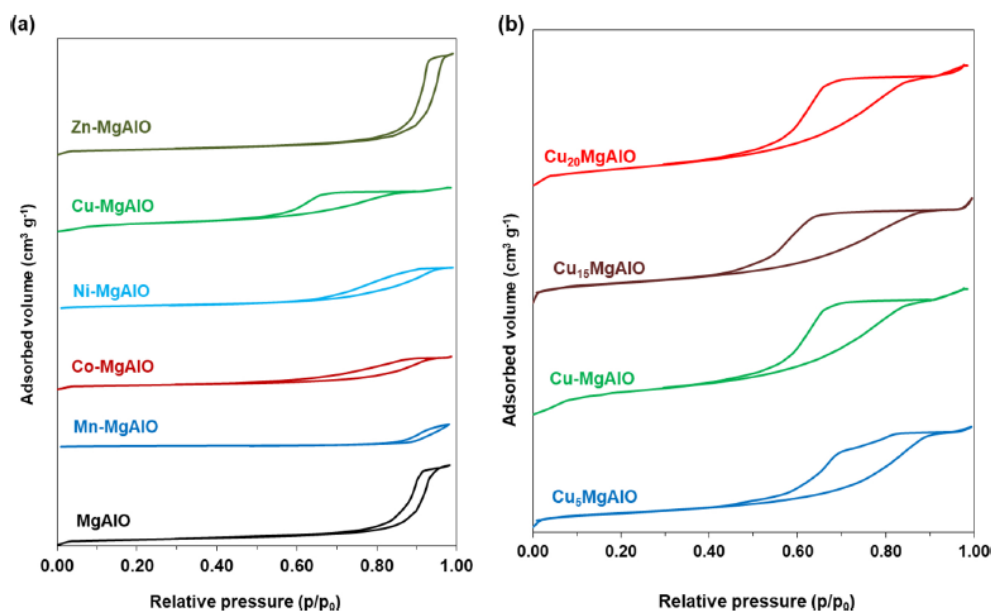 (a)
Adsorbed volume (cm³ g⁻¹)
Zn-MgAlO
Cu-MgAlO
Ni-MgAlO
Co-MgAlO
Mn-MgAlO
MgAlO
0.00 0.20 0.40 0.60 0.80 1.00
Relative pressure (p/p₀)
(b)
Adsorbed volume (cm³ g⁻¹)
Cu₂₀MgAlO
Cu₁₅MgAlO
Cu-MgAlO
Cu₅MgAlO
0.00 0.20 0.40 0.60 0.80 1.00
Relative pressure (p/p₀)